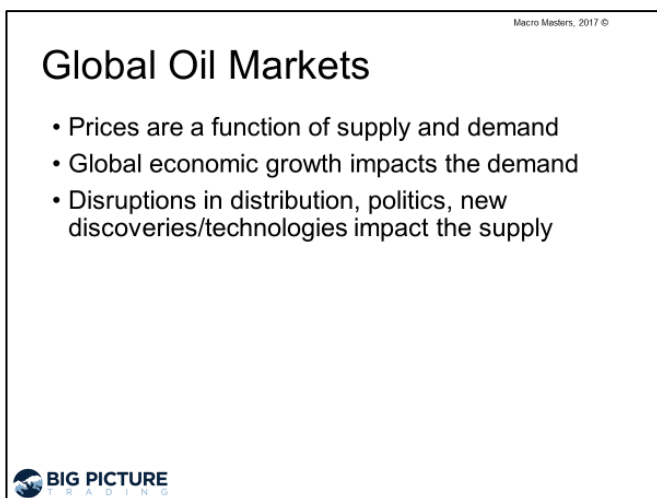 Macro Masters, 2017 ©
Global Oil Markets
• Prices are a function of supply and demand
• Global economic growth impacts the demand
• Disruptions in distribution, politics, new
discoveries/technologies impact the supply
BIG PICTURE
TRADING